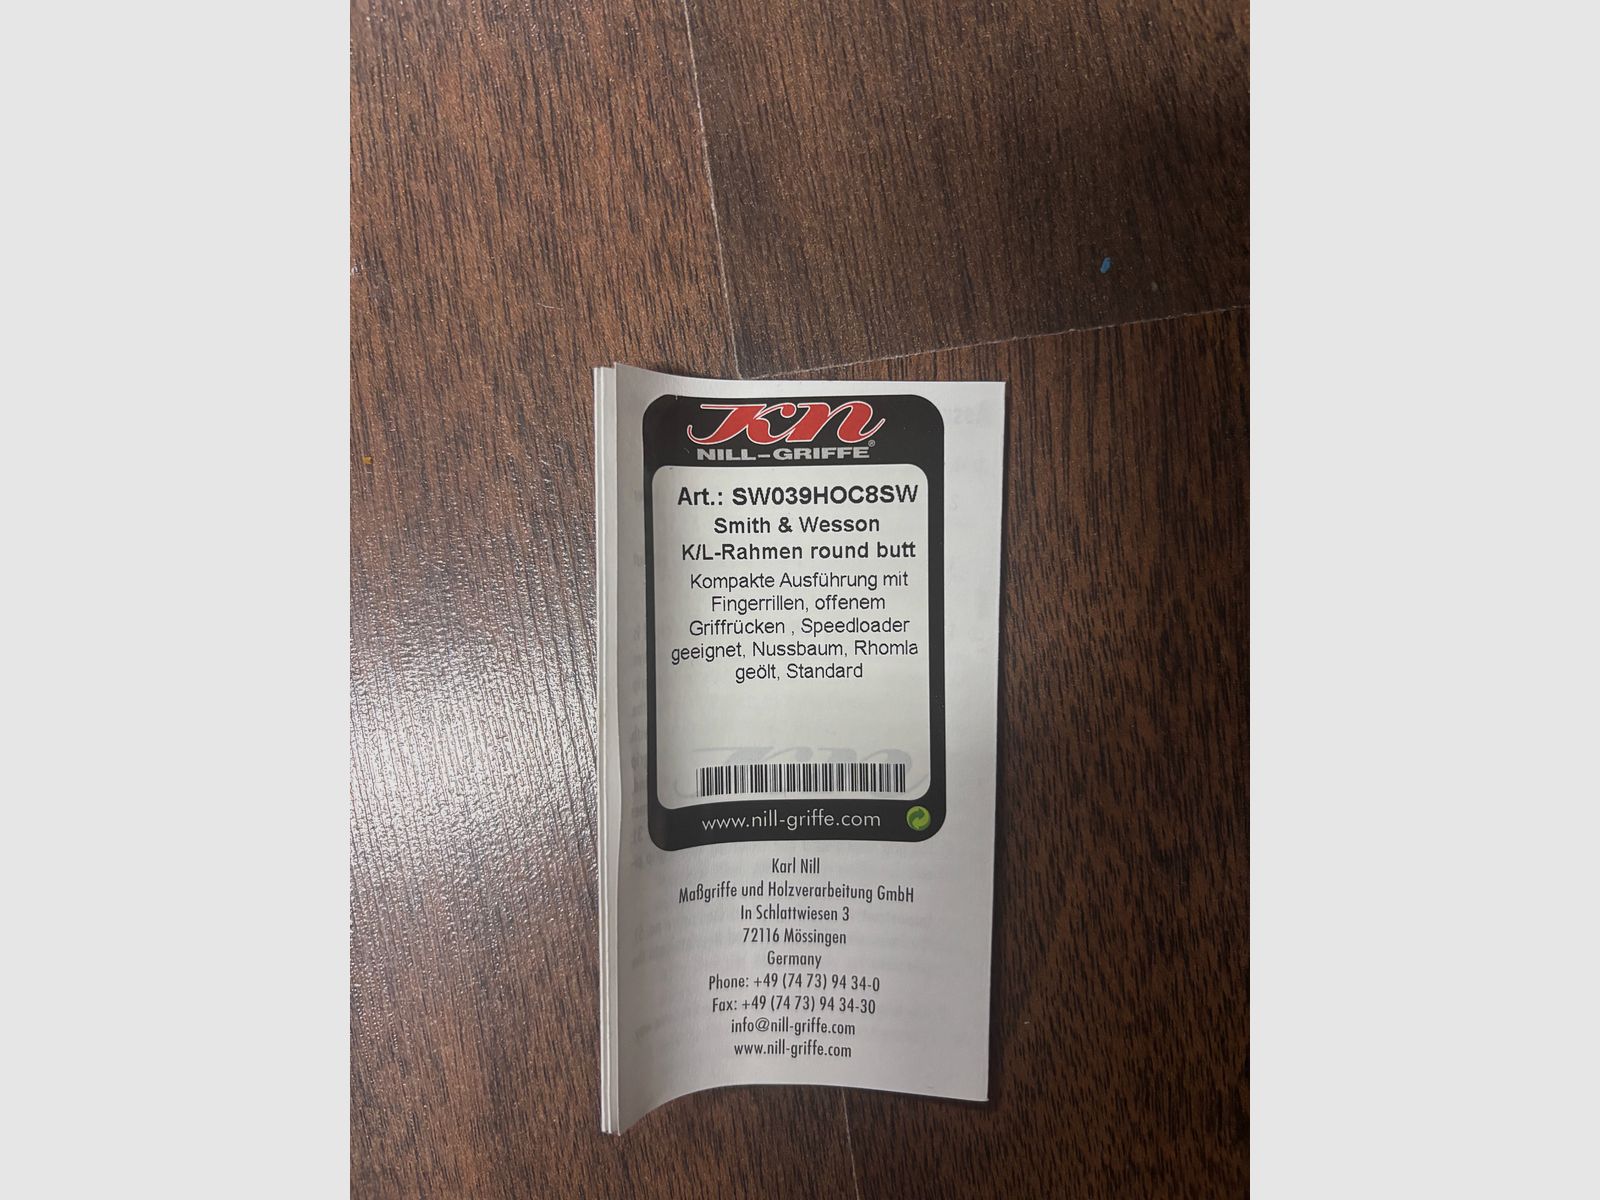 Kn
NILL-GRIFFE®
Art.: SW039HOC8SW
Smith & Wesson
K/L-Rahmen round butt
Kompakte Ausführung mit
Fingerrillen, offenem
Griffrücken , Speedloader
geeignet, Nussbaum, Rhomla
geölt, Standard
www.nill-griffe.com
Karl Nill
Maßgriffe und Holzverarbeitung GmbH
In Schlattwiesen 3
72116 Mössingen
Germany
Phone: +49 (74 73) 94 34-0
Fax: +49 (74 73) 94 34-30
info@nill-griffe.com
www.nill-griffe.com